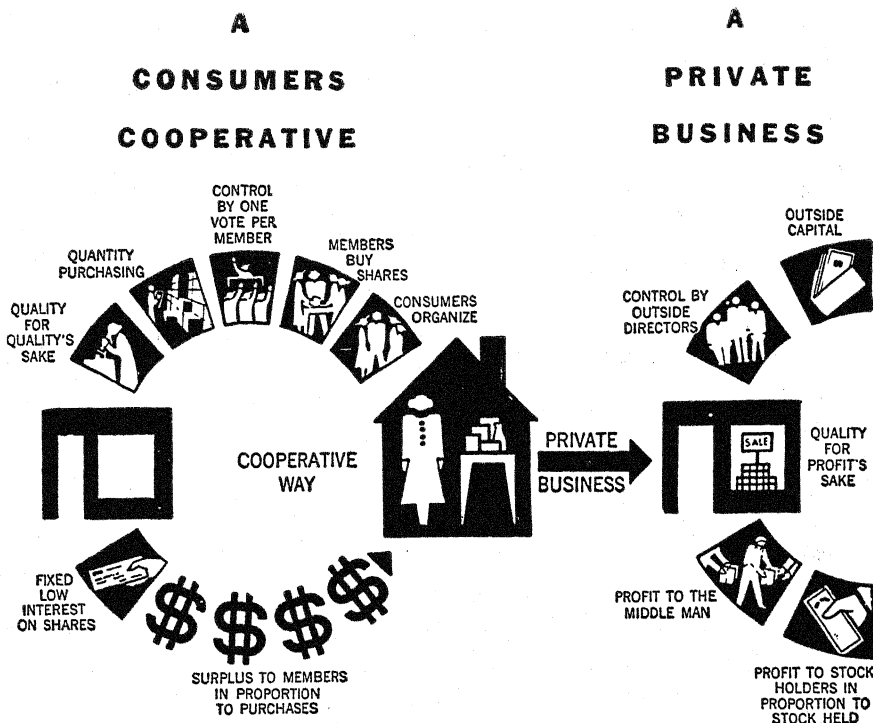 A
CONSUMERS
COOPERATIVE
CONTROL
BY ONE
VOTE PER
MEMBER
QUANTITY
PURCHASING
MEMBERS
BUY
SHARES
QUALITY
FOR
QUALITY'S
SAKE
CONSUMERS
ORGANIZE
COOPERATIVE
WAY
FIXED
LOW
INTEREST
ON SHARES
$ $ $ $
SURPLUS TO MEMBERS
IN PROPORTION
TO PURCHASES
PRIVATE
BUSINESS
A
PRIVATE
BUSINESS
OUTSIDE
CAPITAL
CONTROL BY
OUTSIDE
DIRECTORS
SALE
QUALITY
FOR
PROFIT'S
SAKE
PROFIT TO THE
MIDDLE MAN
PROFIT TO STOCK
HOLDERS IN
PROPORTION TO
STOCK HELD